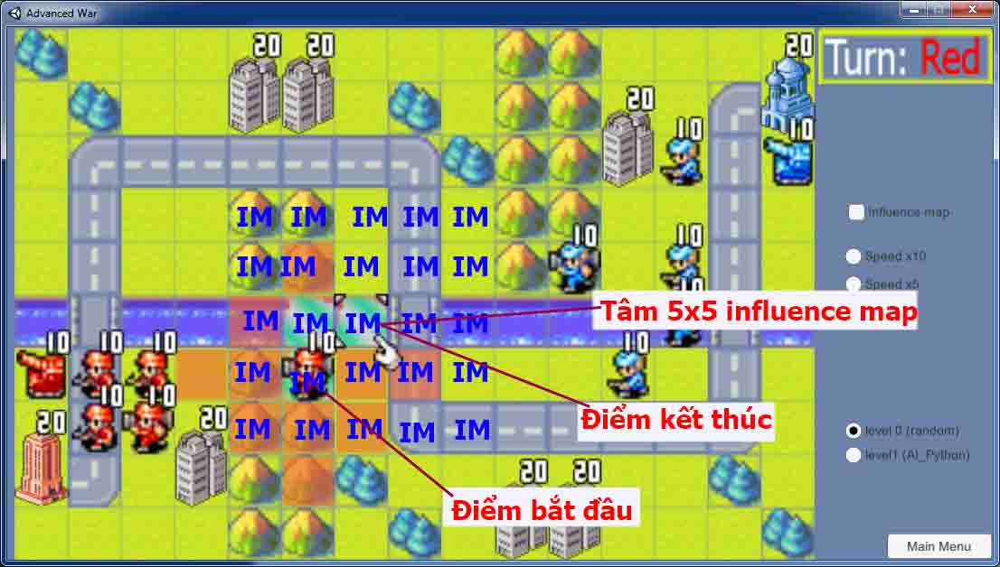 Advanced War
20 20 20
Turn: Red
20
10 10
IM IM IM IM IM
Influence map
10 10
Speed x10
IM IM IM IM IM
10
Speed x5
Tâm 5x5 influence map
IM IM IM IM IM
10 10 10 10 10
IM IM IM IM IM
10 10
20 20
Điểm kết thúc
IM IM IM IM IM
level 0 (random)
level1 (AI_Python)
20 20
Điểm bắt đâu
Main Menu